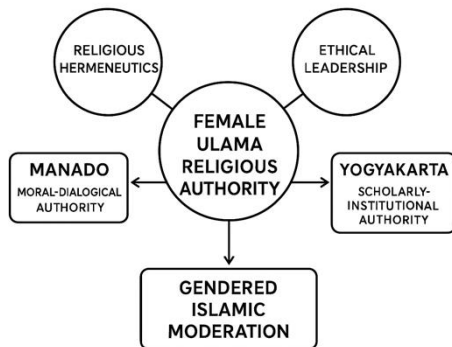 RELIGIOUS
HERMENEUTICS
ETHICAL
LEADERSHIP
FEMALE
ULAMA
RELIGIOUS
AUTHORITY
MANADO
MORAL-DIALOGICAL
AUTHORITY
YOGYAKARTA
SCHOLARLY-
INSTITUTIONAL
AUTHORITY
GENDERED
ISLAMIC
MODERATION